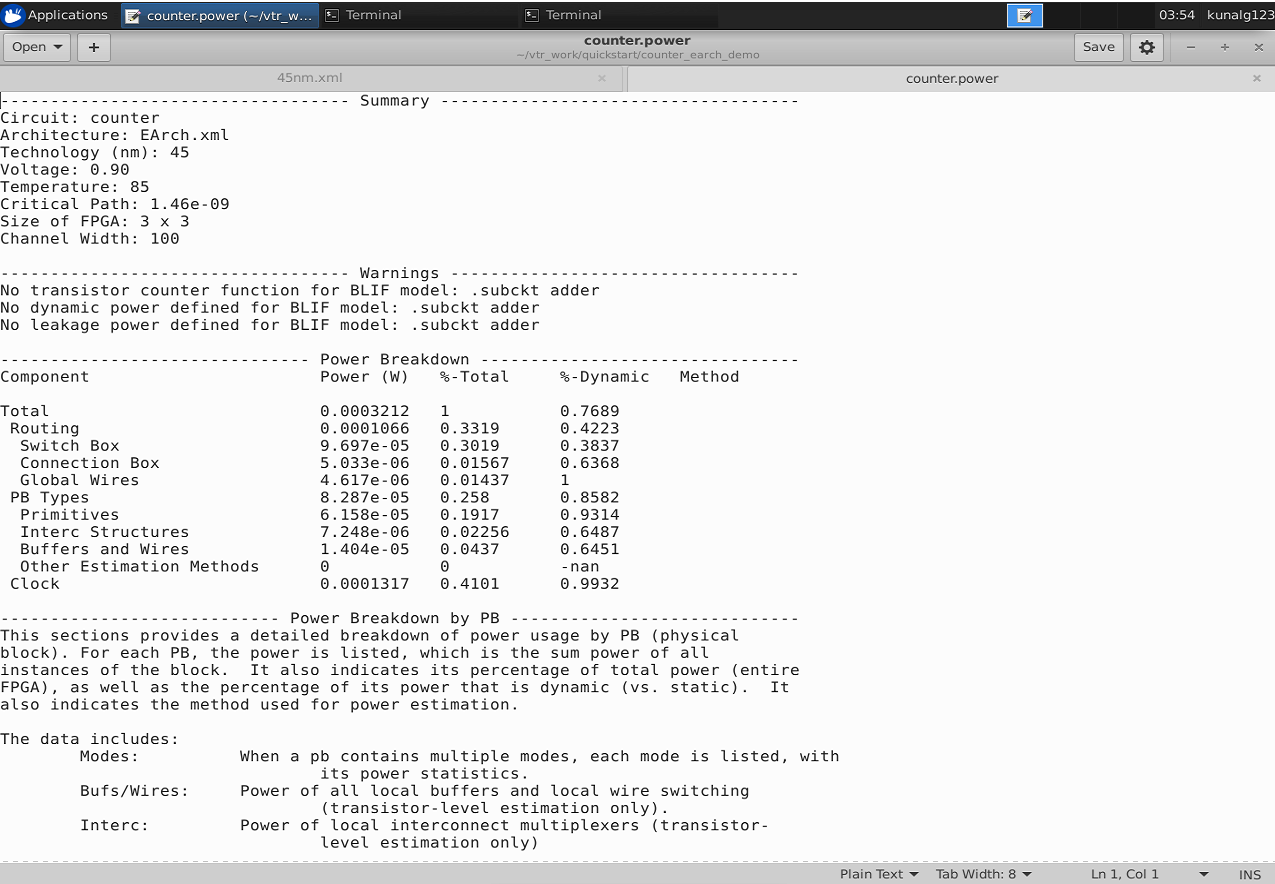 Applications counter.power (~/vtr_w... Terminal Terminal 03:54 kunalg123
Open + counter.power Save
~/vtr_work/quickstart/counter_earch_demo
45nm.xml counter.power
----------------------------------- Summary ------------------------------------
Circuit: counter
Architecture: EArch.xml
Technology (nm): 45
Voltage: 0.90
Temperature: 85
Critical Path: 1.46e-09
Size of FPGA: 3 x 3
Channel Width: 100
----------------------------------- Warnings -----------------------------------
No transistor counter function for BLIF model: .subckt adder
No dynamic power defined for BLIF model: .subckt adder
No leakage power defined for BLIF model: .subckt adder
------------------------------- Power Breakdown --------------------------------
Component Power (W) %-Total %-Dynamic Method
Total 0.0003212 1 0.7689
Routing 0.0001066 0.3319 0.4223
Switch Box 9.697e-05 0.3019 0.3837
Connection Box 5.033e-06 0.01567 0.6368
Global Wires 4.617e-06 0.01437 1
PB Types 8.287e-05 0.258 0.8582
Primitives 6.158e-05 0.1917 0.9314
Interc Structures 7.248e-06 0.02256 0.6487
Buffers and Wires 1.404e-05 0.0437 0.6451
Other Estimation Methods 0 0 -nan
Clock 0.0001317 0.4101 0.9932
---------------------------- Power Breakdown by PB -----------------------------
This sections provides a detailed breakdown of power usage by PB (physical
block). For each PB, the power is listed, which is the sum power of all
instances of the block.  It also indicates its percentage of total power (entire
FPGA), as well as the percentage of its power that is dynamic (vs. static).  It
also indicates the method used for power estimation.
The data includes:
Modes: When a pb contains multiple modes, each mode is listed, with
its power statistics.
Bufs/Wires: Power of all local buffers and local wire switching
(transistor-level estimation only).
Interc: Power of local interconnect multiplexers (transistor-
level estimation only)
Plain Text Tab Width: 8 Ln 1, Col 1 INS